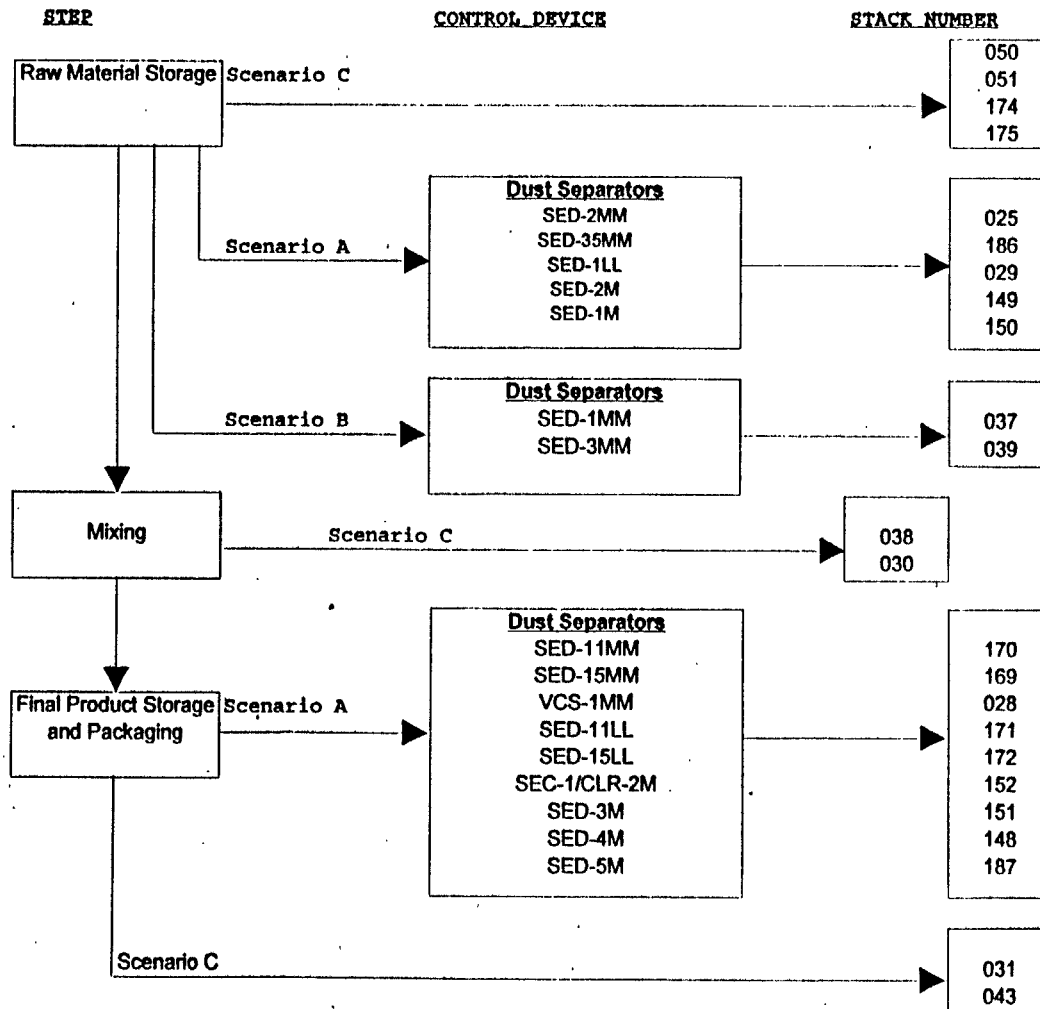 STEP
CONTROL DEVICE
STACK NUMBER
Raw Material Storage
Scenario C
050
051
174
175
Scenario A
Dust Separators
SED-2MM
SED-35MM
SED-1LL
SED-2M
SED-1M
025
186
029
149
150
Scenario B
Dust Separators
SED-1MM
SED-3MM
037
039
Mixing
Scenario C
038
030
Final Product Storage
and Packaging
Scenario A
Dust Separators
SED-11MM
SED-15MM
VCS-1MM
SED-11LL
SED-15LL
SEC-1/CLR-2M
SED-3M
SED-4M
SED-5M
170
169
028
171
172
152
151
148
187
Scenario C
031
043